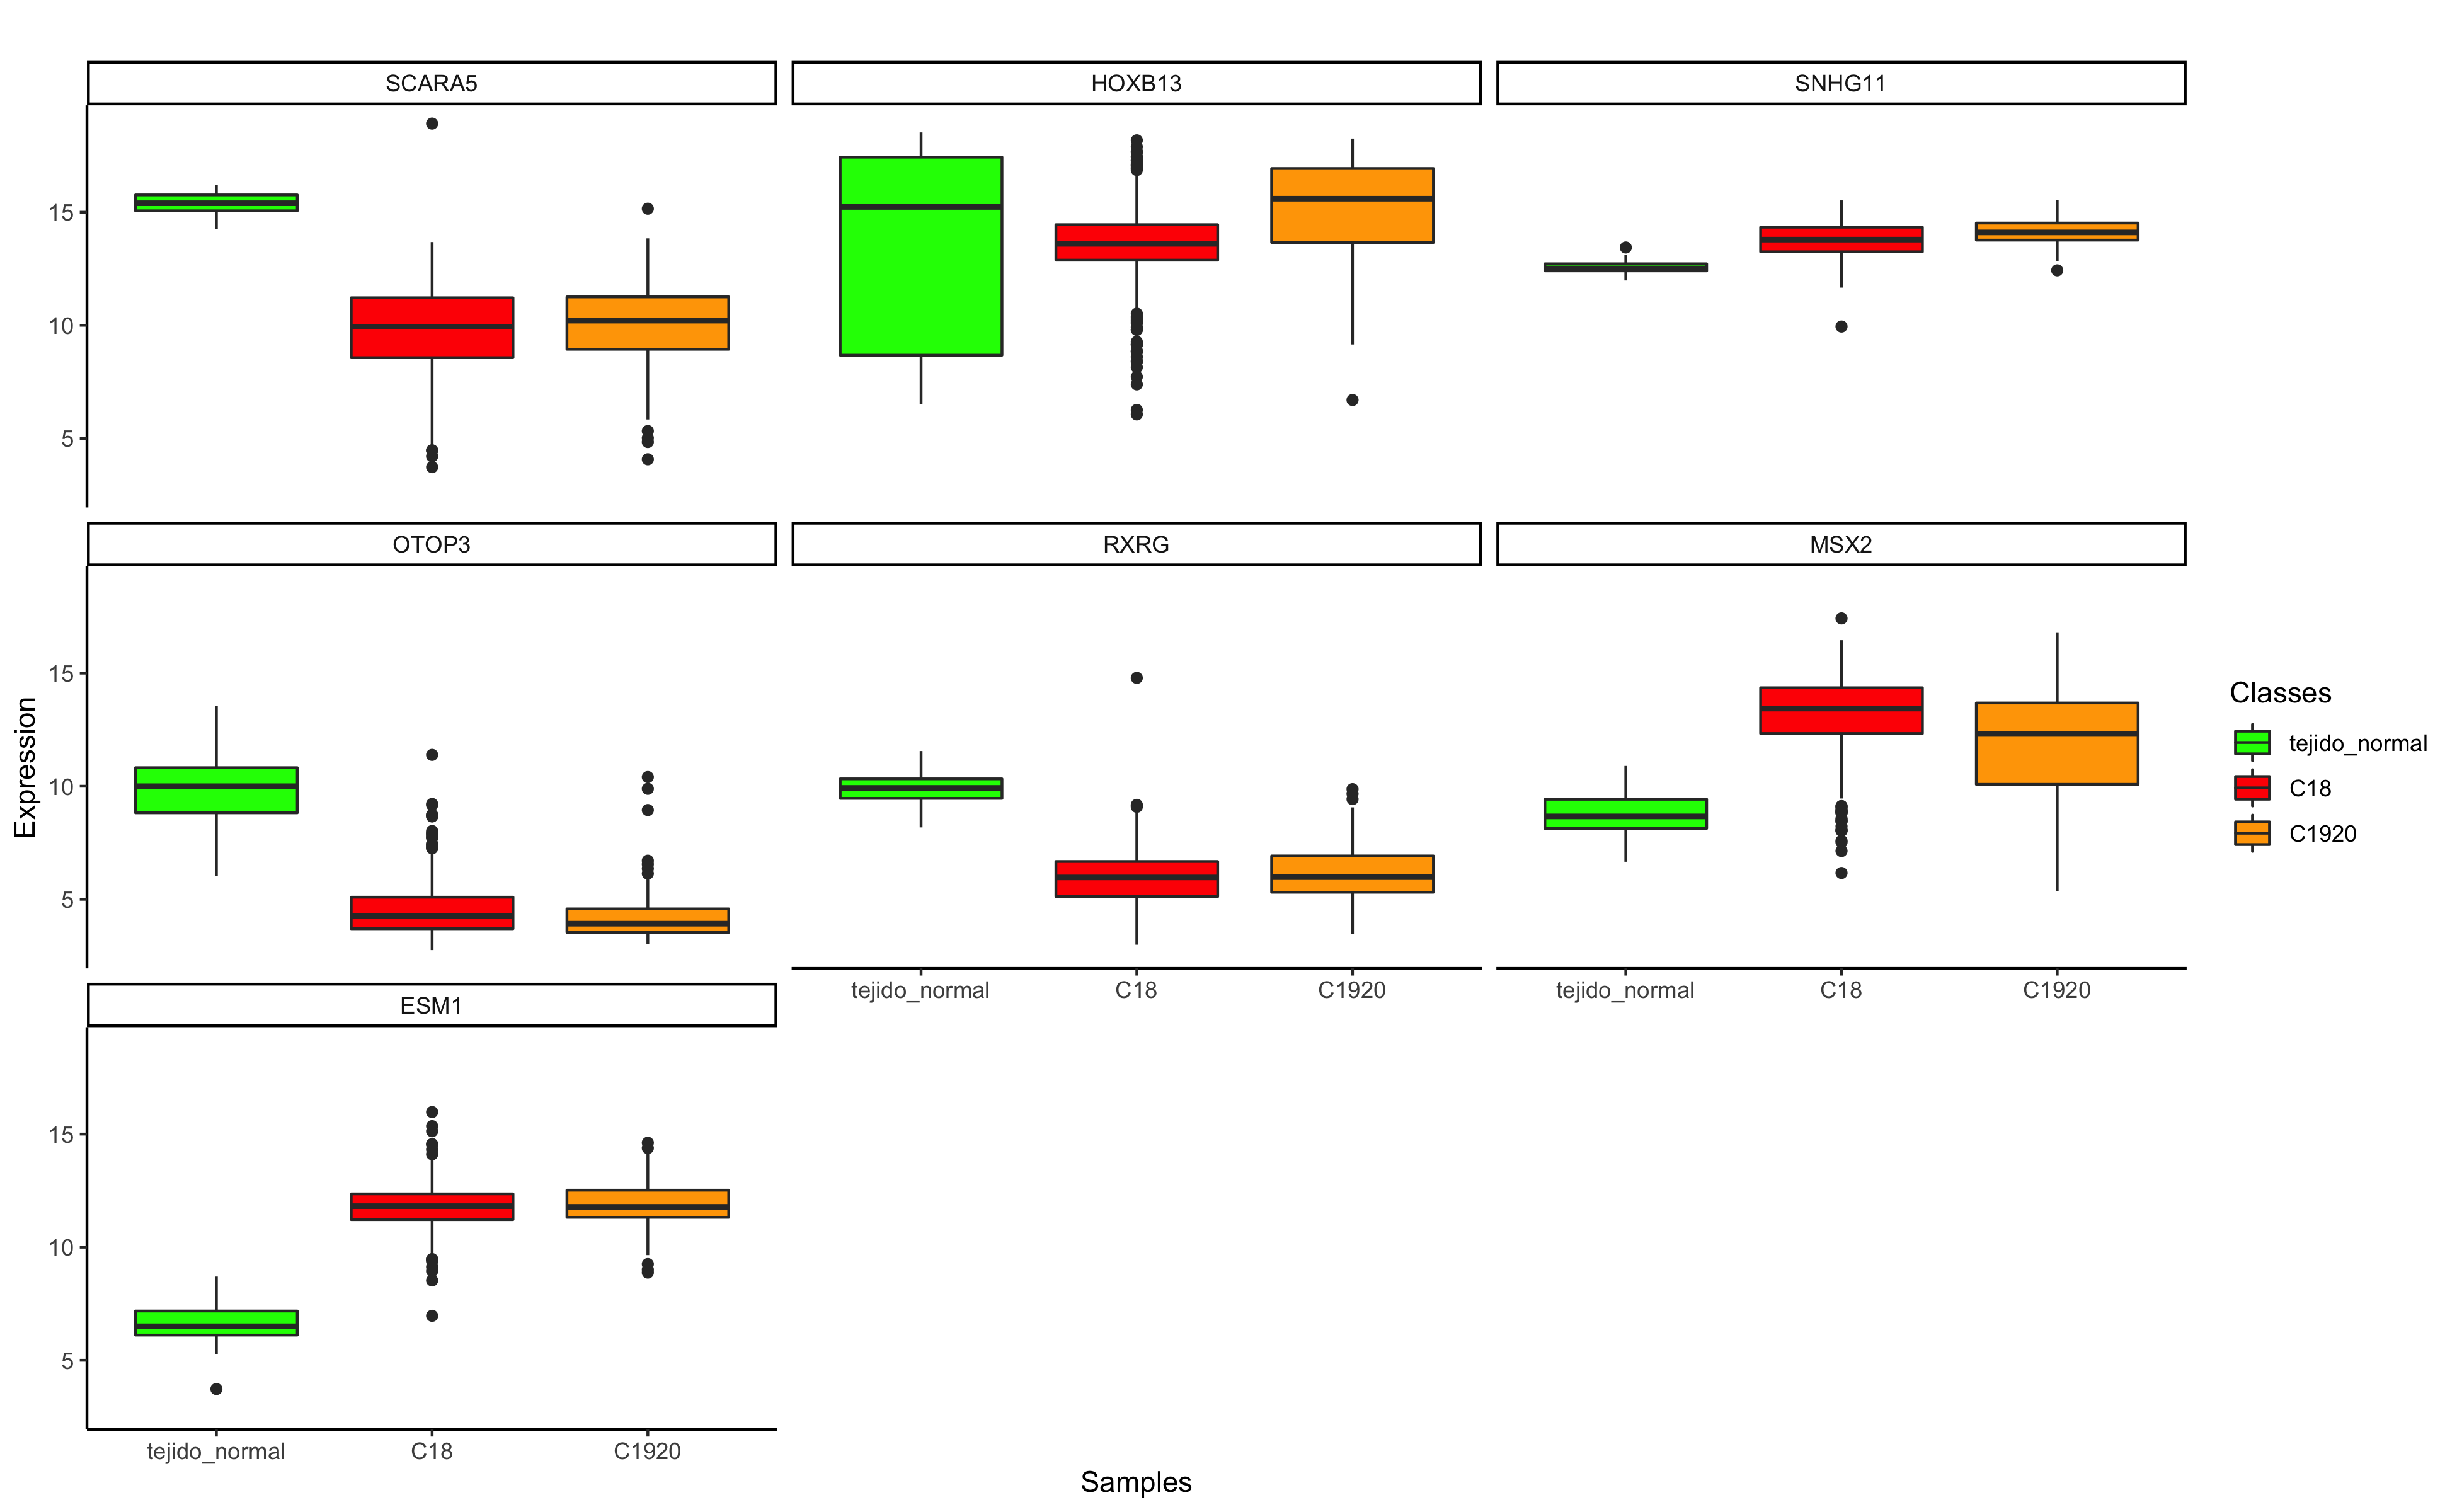 SCARA5
HOXB13
SNHG11
15
10
5
OTOP3
RXRG
MSX2
15
10
5
tejido_normal
C18
C1920
tejido_normal
C18
C1920
ESM1
15
10
5
tejido_normal
C18
C1920
Samples
Expression
Classes
tejido_normal
C18
C1920